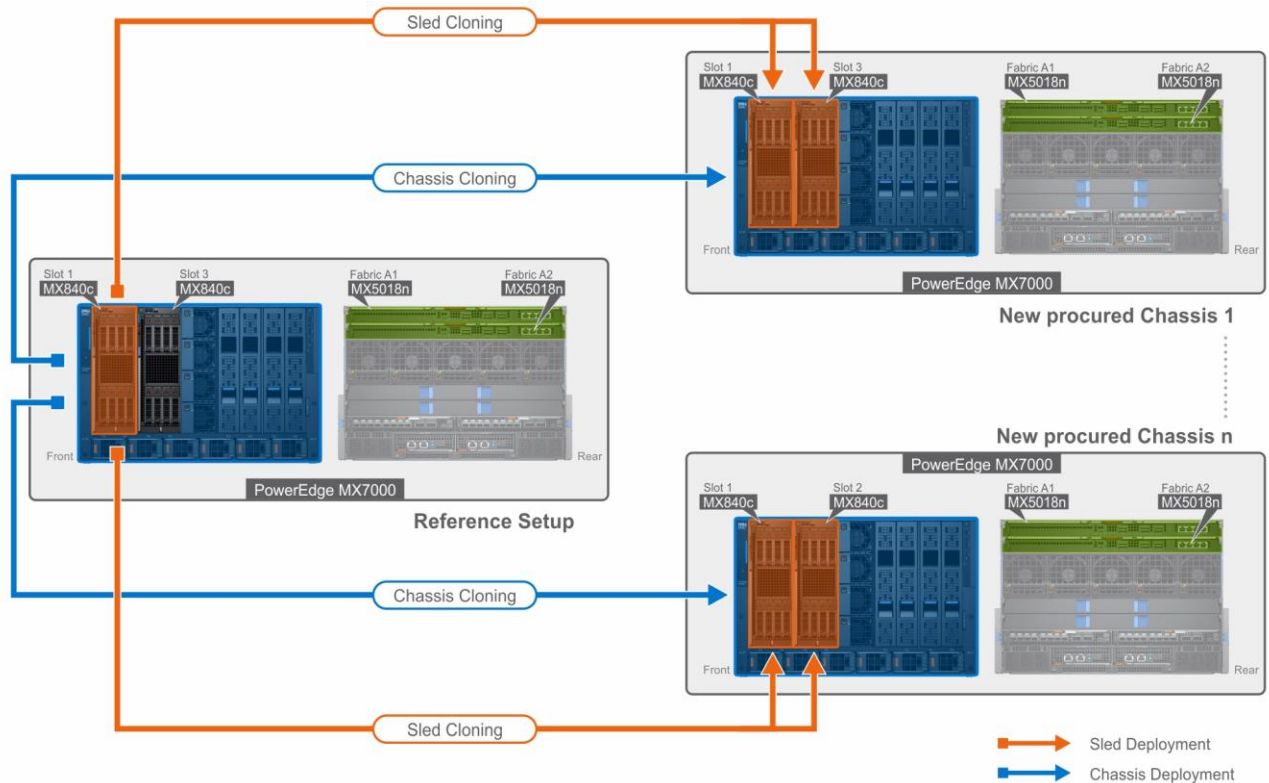 Sled Cloning
Slot 1
MX840c
Slot 3
MX840c
Fabric A1
MX5018n
Fabric A2
MX5018n
Chassis Cloning
Front
Rear
PowerEdge MX7000
New procured Chassis 1
Slot 1
MX840c
Slot 3
MX840c
Fabric A1
MX5018n
Fabric A2
MX5018n
Front
Rear
PowerEdge MX7000
Reference Setup
New procured Chassis n
PowerEdge MX7000
Slot 1
MX840c
Slot 2
MX840c
Fabric A1
MX5018n
Fabric A2
MX5018n
Chassis Cloning
Front
Rear
Sled Cloning
Sled Deployment
Chassis Deployment